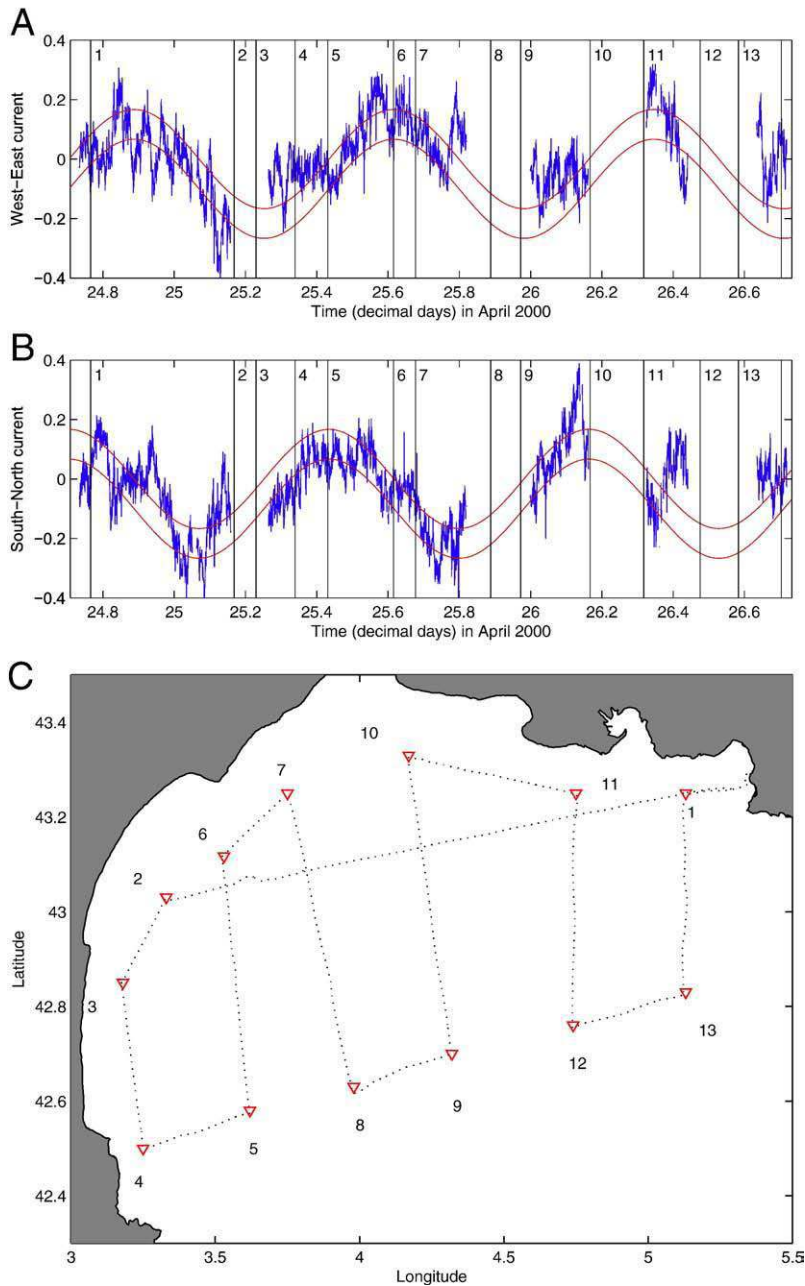 A
1 2 3 4 5 6 7 8 9 10 11 12 13
0.4
0.2
0
−0.2
−0.4
West−East current
24.8 25 25.2 25.4 25.6 25.8 26 26.2 26.4 26.6
Time (decimal days) in April 2000
B
1 2 3 4 5 6 7 8 9 10 11 12 13
0.4
0.2
0
−0.2
−0.4
South−North current
24.8 25 25.2 25.4 25.6 25.8 26 26.2 26.4 26.6
Time (decimal days) in April 2000
C
43.4
43.2
43
42.8
42.6
42.4
Latitude
10
7
11
1
6
2
3
13
12
9
8
5
4
3 3.5 4 4.5 5 5.5
Longitude